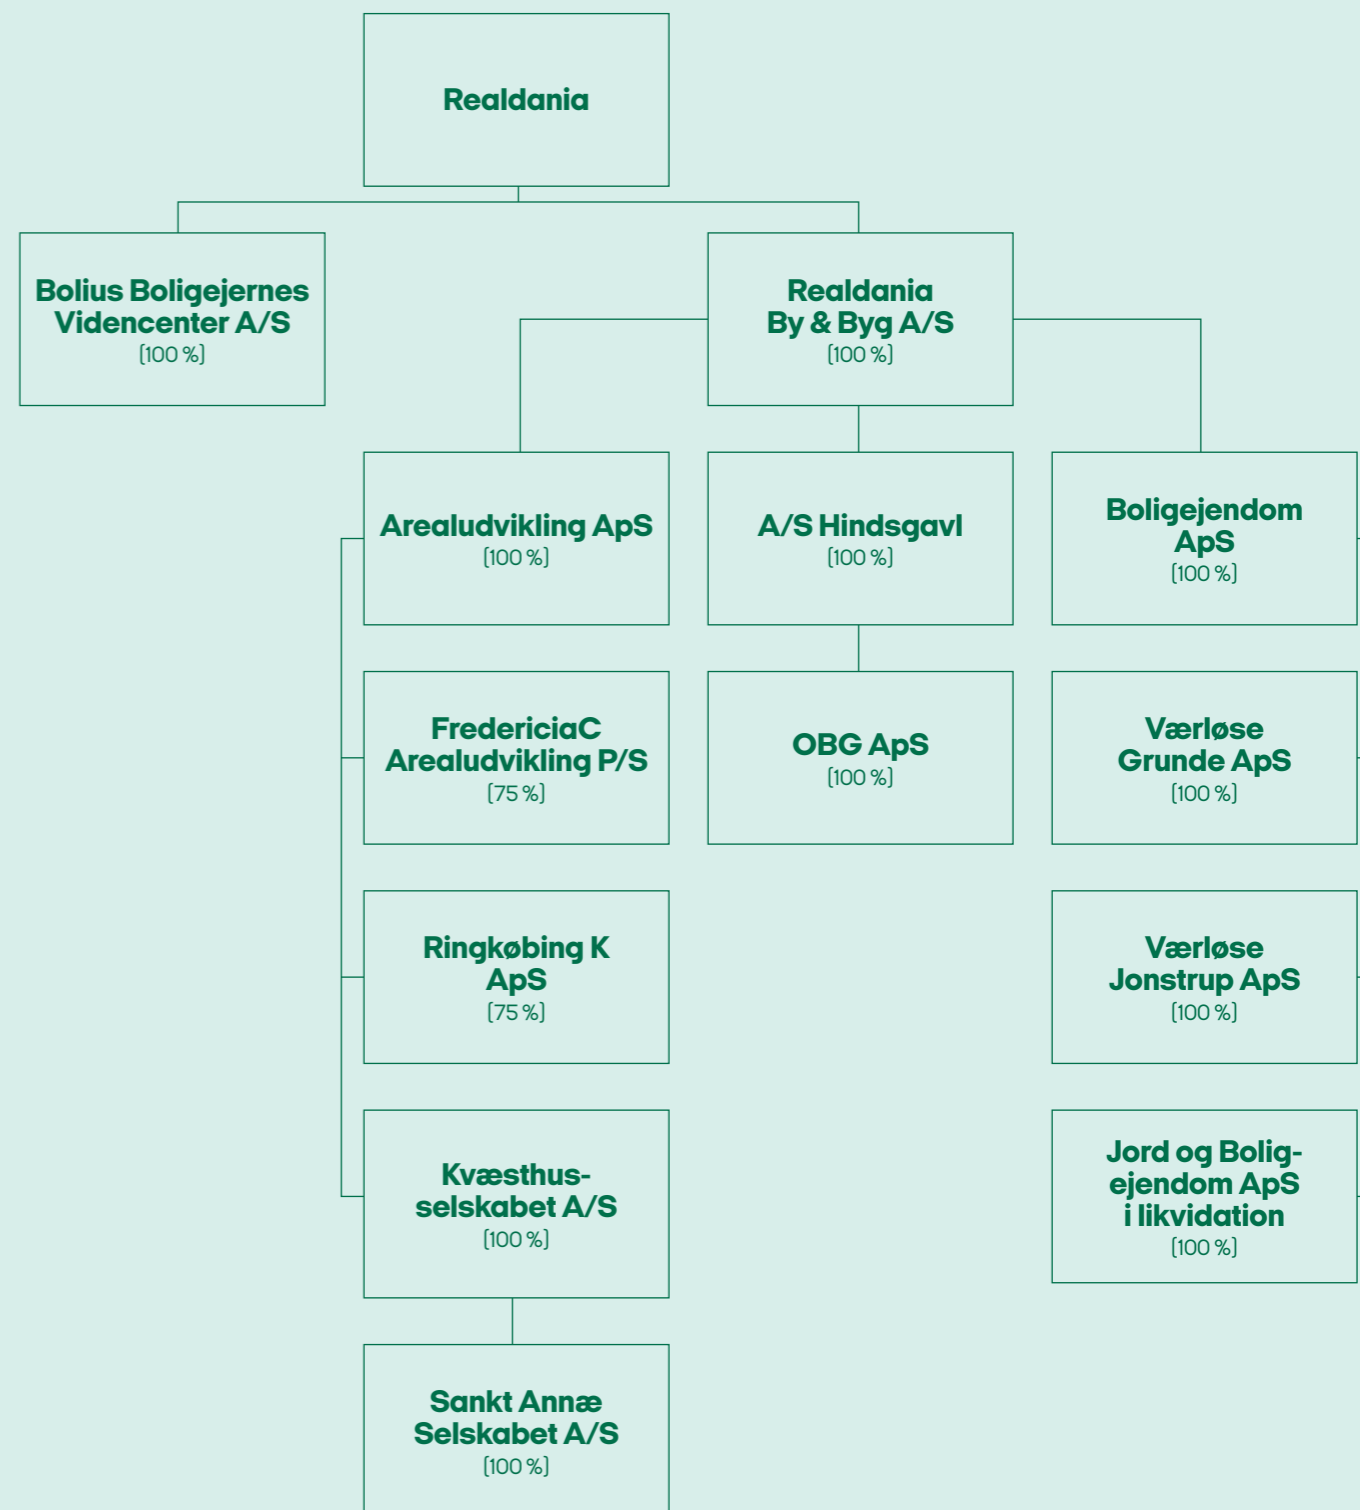 Realdania
Bolius Boligejernes
Videncenter A/S
(100 %)
Realdania
By & Byg A/S
(100 %)
Arealudvikling ApS
(100 %)
A/S Hindsgavl
(100 %)
Boligejendom
ApS
(100 %)
FredericiaC
Arealudvikling P/S
(75 %)
OBG ApS
(100 %)
Værløse
Grunde ApS
(100 %)
Ringkøbing K
ApS
(75 %)
Værløse
Jonstrup ApS
(100 %)
Kvæsthus-
selskabet A/S
(100 %)
Jord og Bolig-
ejendom ApS
i likvidation
(100 %)
Sankt Annæ
Selskabet A/S
(100 %)